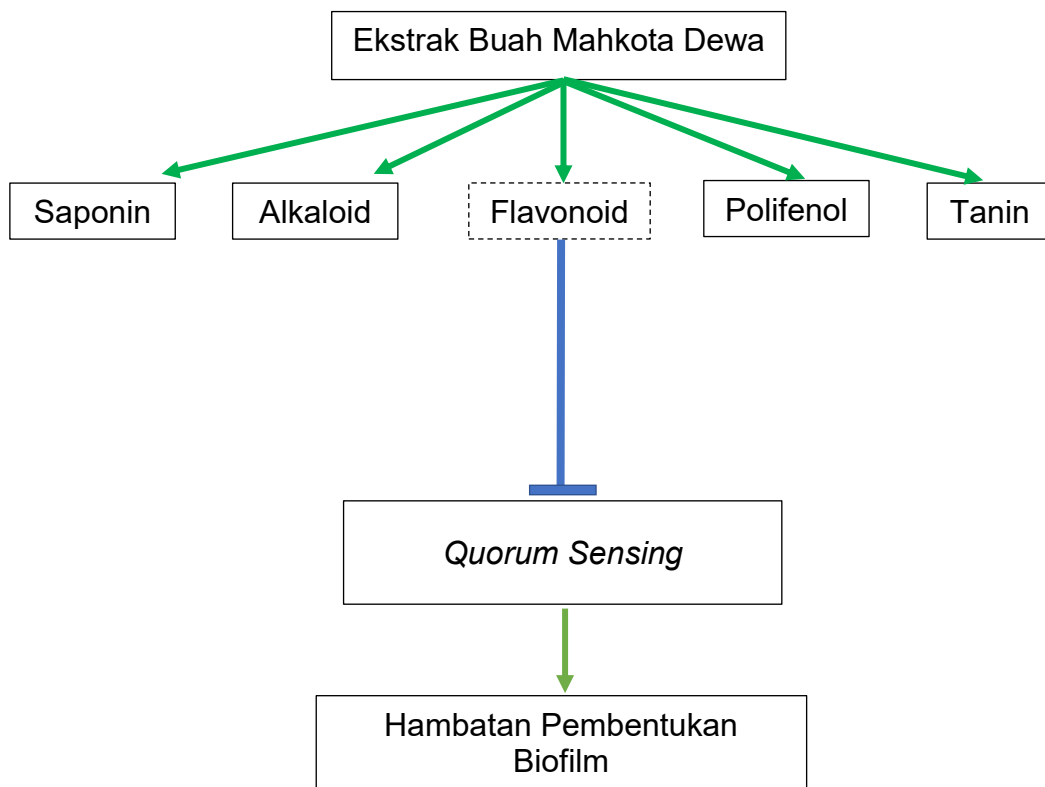 Ekstrak Buah Mahkota Dewa
Saponin
Alkaloid
Flavonoid
Polifenol
Tanin
Quorum Sensing
Hambatan Pembentukan
Biofilm